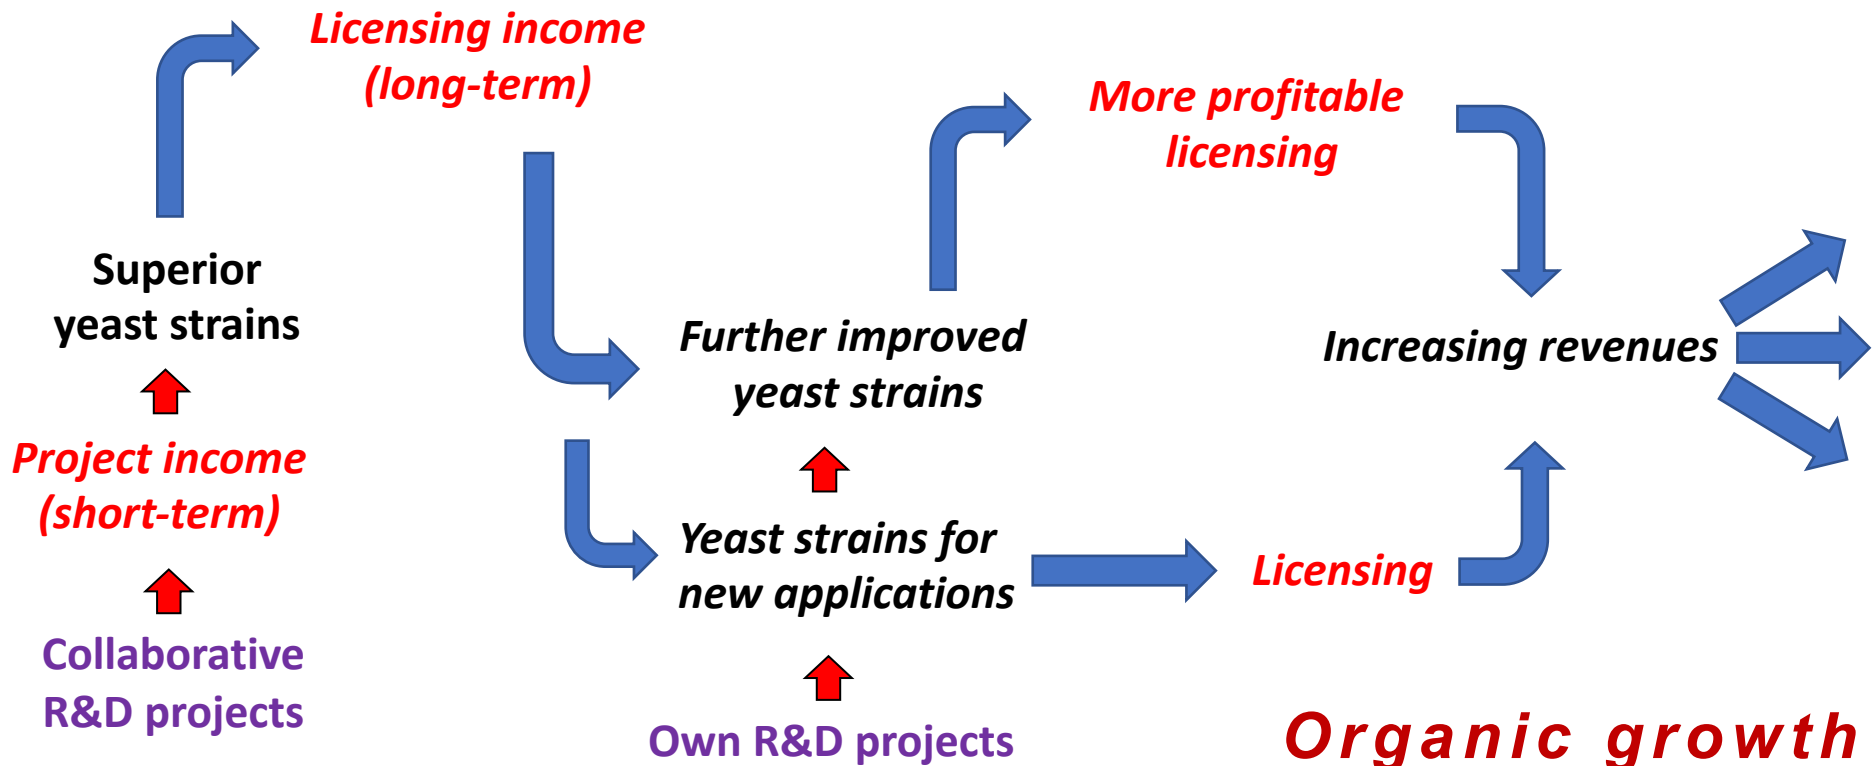 Licensing income
(long-term)
More profitable
licensing
Superior
yeast strains
Further improved
yeast strains
Increasing revenues
Project income
(short-term)
Yeast strains for
new applications
Licensing
Collaborative
R&D projects
Own R&D projects
Organic growth